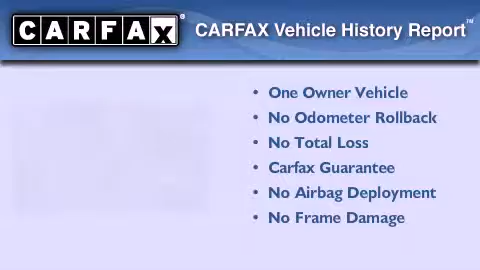 CARFAX® CARFAX Vehicle History Report™
• One Owner Vehicle
• No Odometer Rollback
• No Total Loss
• Carfax Guarantee
• No Airbag Deployment
• No Frame Damage